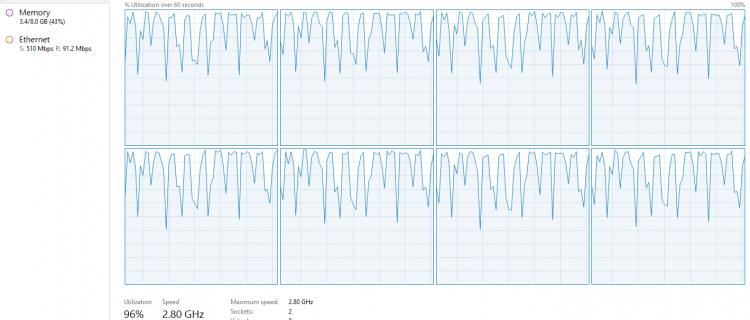 Memory
3.4/8.0 GB (43%)
Ethernet
S: 510 Mbps R: 91.2 Mbps
% Utilization over 60 seconds 100%
Utilization Speed Maximum speed: 2.80 GHz
96% 2.80 GHz Sockets: 2